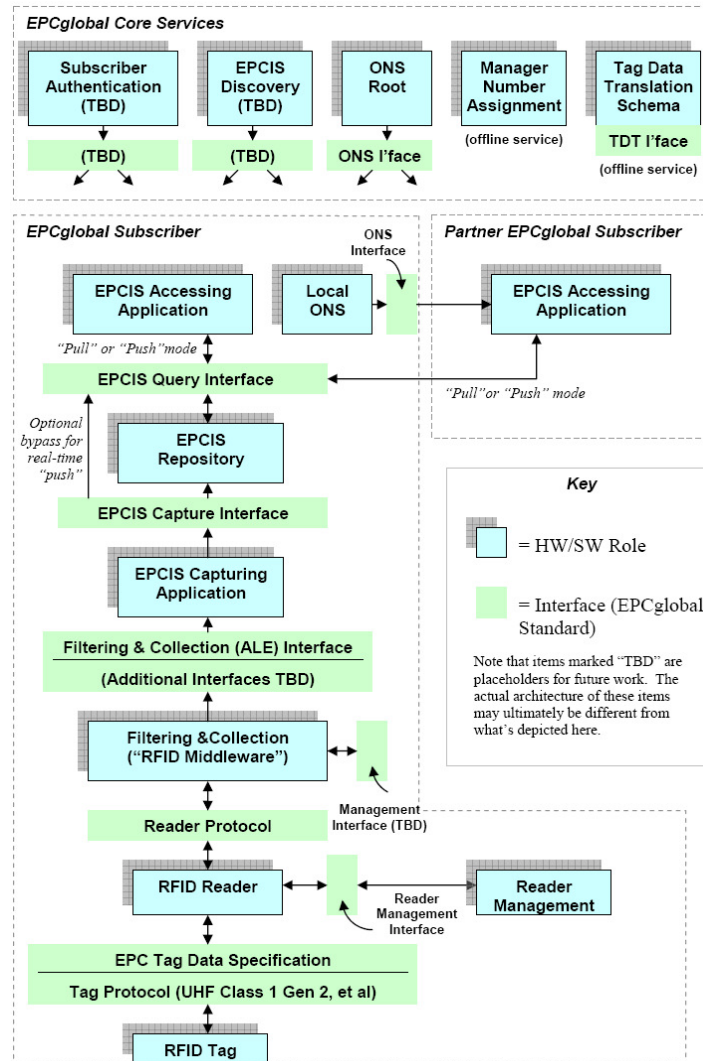 EPCglobal Core Services
Subscriber
Authentication
(TBD)
EPCIS
Discovery
(TBD)
ONS
Root
Manager
Number
Assignment
Tag Data
Translation
Schema
(TBD)
(TBD)
ONS I'face
(offline service)
TDT I'face
(offline service)
EPCglobal Subscriber
ONS
Interface
Partner EPCglobal Subscriber
EPCIS Accessing
Application
Local
ONS
EPCIS Accessing
Application
“Pull” or “Push”mode
EPCIS Query Interface
“Pull”or “Push” mode
Optional
bypass for
real-time
“push”
EPCIS
Repository
EPCIS Capture Interface
EPCIS Capturing
Application
Filtering & Collection (ALE) Interface
(Additional Interfaces TBD)
Filtering &Collection
(“RFID Middleware”)
Management
Interface (TBD)
Reader Protocol
RFID Reader
Reader
Management
Interface
Reader
Management
EPC Tag Data Specification
Tag Protocol (UHF Class 1 Gen 2, et al)
RFID Tag
Key
= HW/SW Role
= Interface (EPCglobal
Standard)
Note that items marked “TBD” are
placeholders for future work. The
actual architecture of these items
may ultimately be different from
what's depicted here.